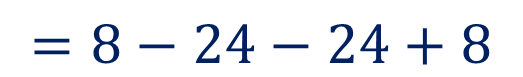 = 8 − 24 − 24 + 8